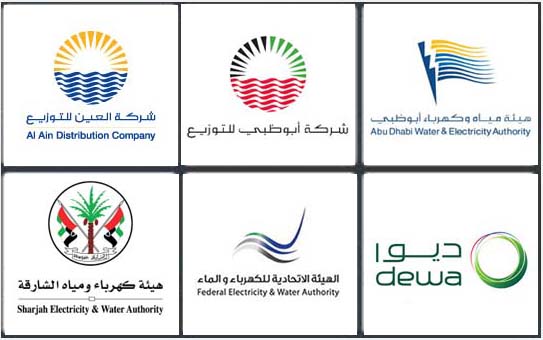 شركة العين للتوزيع
Al Ain Distribution Company
شركة أبوظبي للتوزيع
هيئة مياه وكهرباء أبوظبي
Abu Dhabi Water & Electricity Authority
هيئة كهرباء ومياه الشارقة
Sharjah Electricity & Water Authority
الهيئة الاتحادية للكهرباء والماء
Federal Electricity & Water Authority
ديوا
dewa